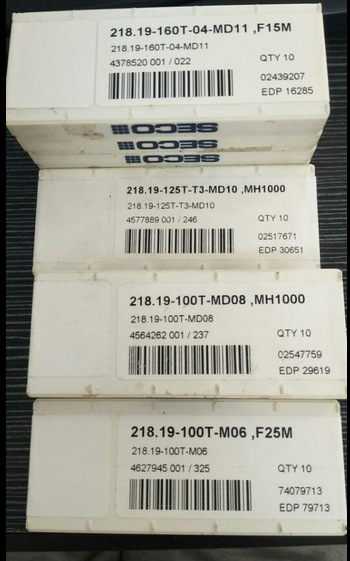 218.19-160T-04-MD11 ,F15M
218.19-160T-04-MD11
4378520 001 / 022
QTY 10
02439207
EDP 16285
SECO
SECO
SECO
218.19-125T-T3-MD10 ,MH1000
218.19-125T-T3-MD10
4577889 001 / 246
QTY 10
02517671
EDP 30651
218.19-100T-MD08 ,MH1000
218.19-100T-MD08
4564262 001 / 237
QTY 10
02547759
EDP 29619
218.19-100T-M06 ,F25M
218.19-100T-M06
4627945 001 / 325
QTY 10
74079713
EDP 79713